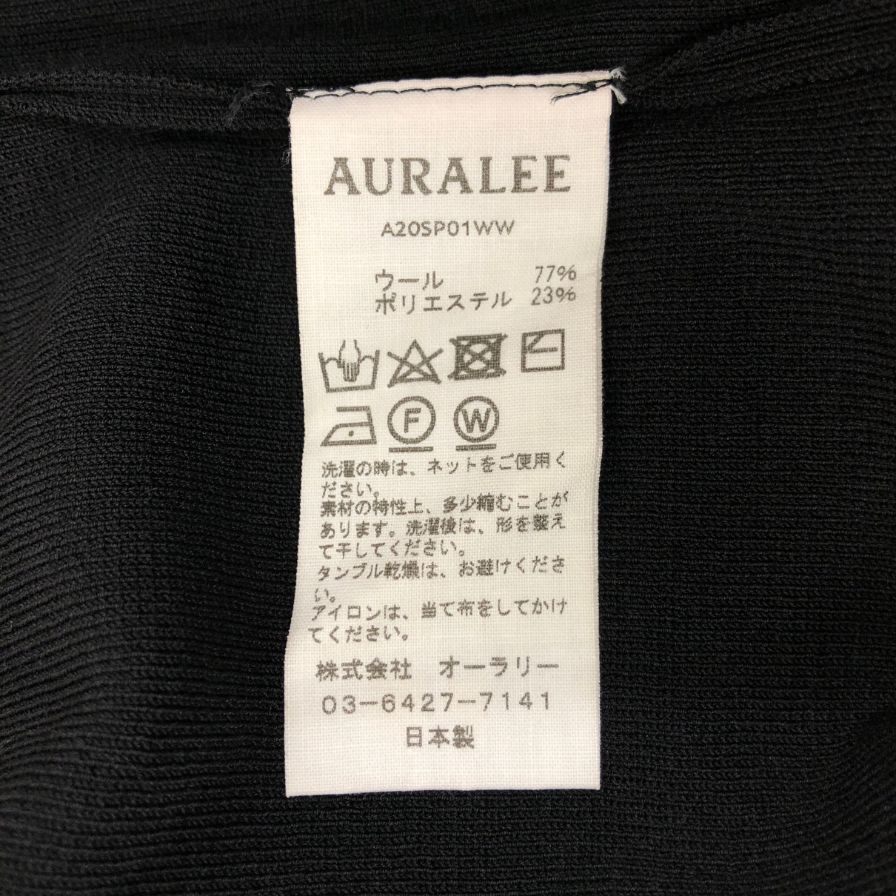 AURALEE
A20SP01WW
ウール 77%
ポリエステル 23%
F W
洗濯の時は、ネットをご使用く
ださい。
素材の特性上、多少縮むことが
あります。洗濯後は、形を整え
て干してください。
タンブル乾燥は、お避けくださ
い。
アイロンは、当て布をしてかけ
てください。
株式会社 オーラリー
03-6427-7141
日本製